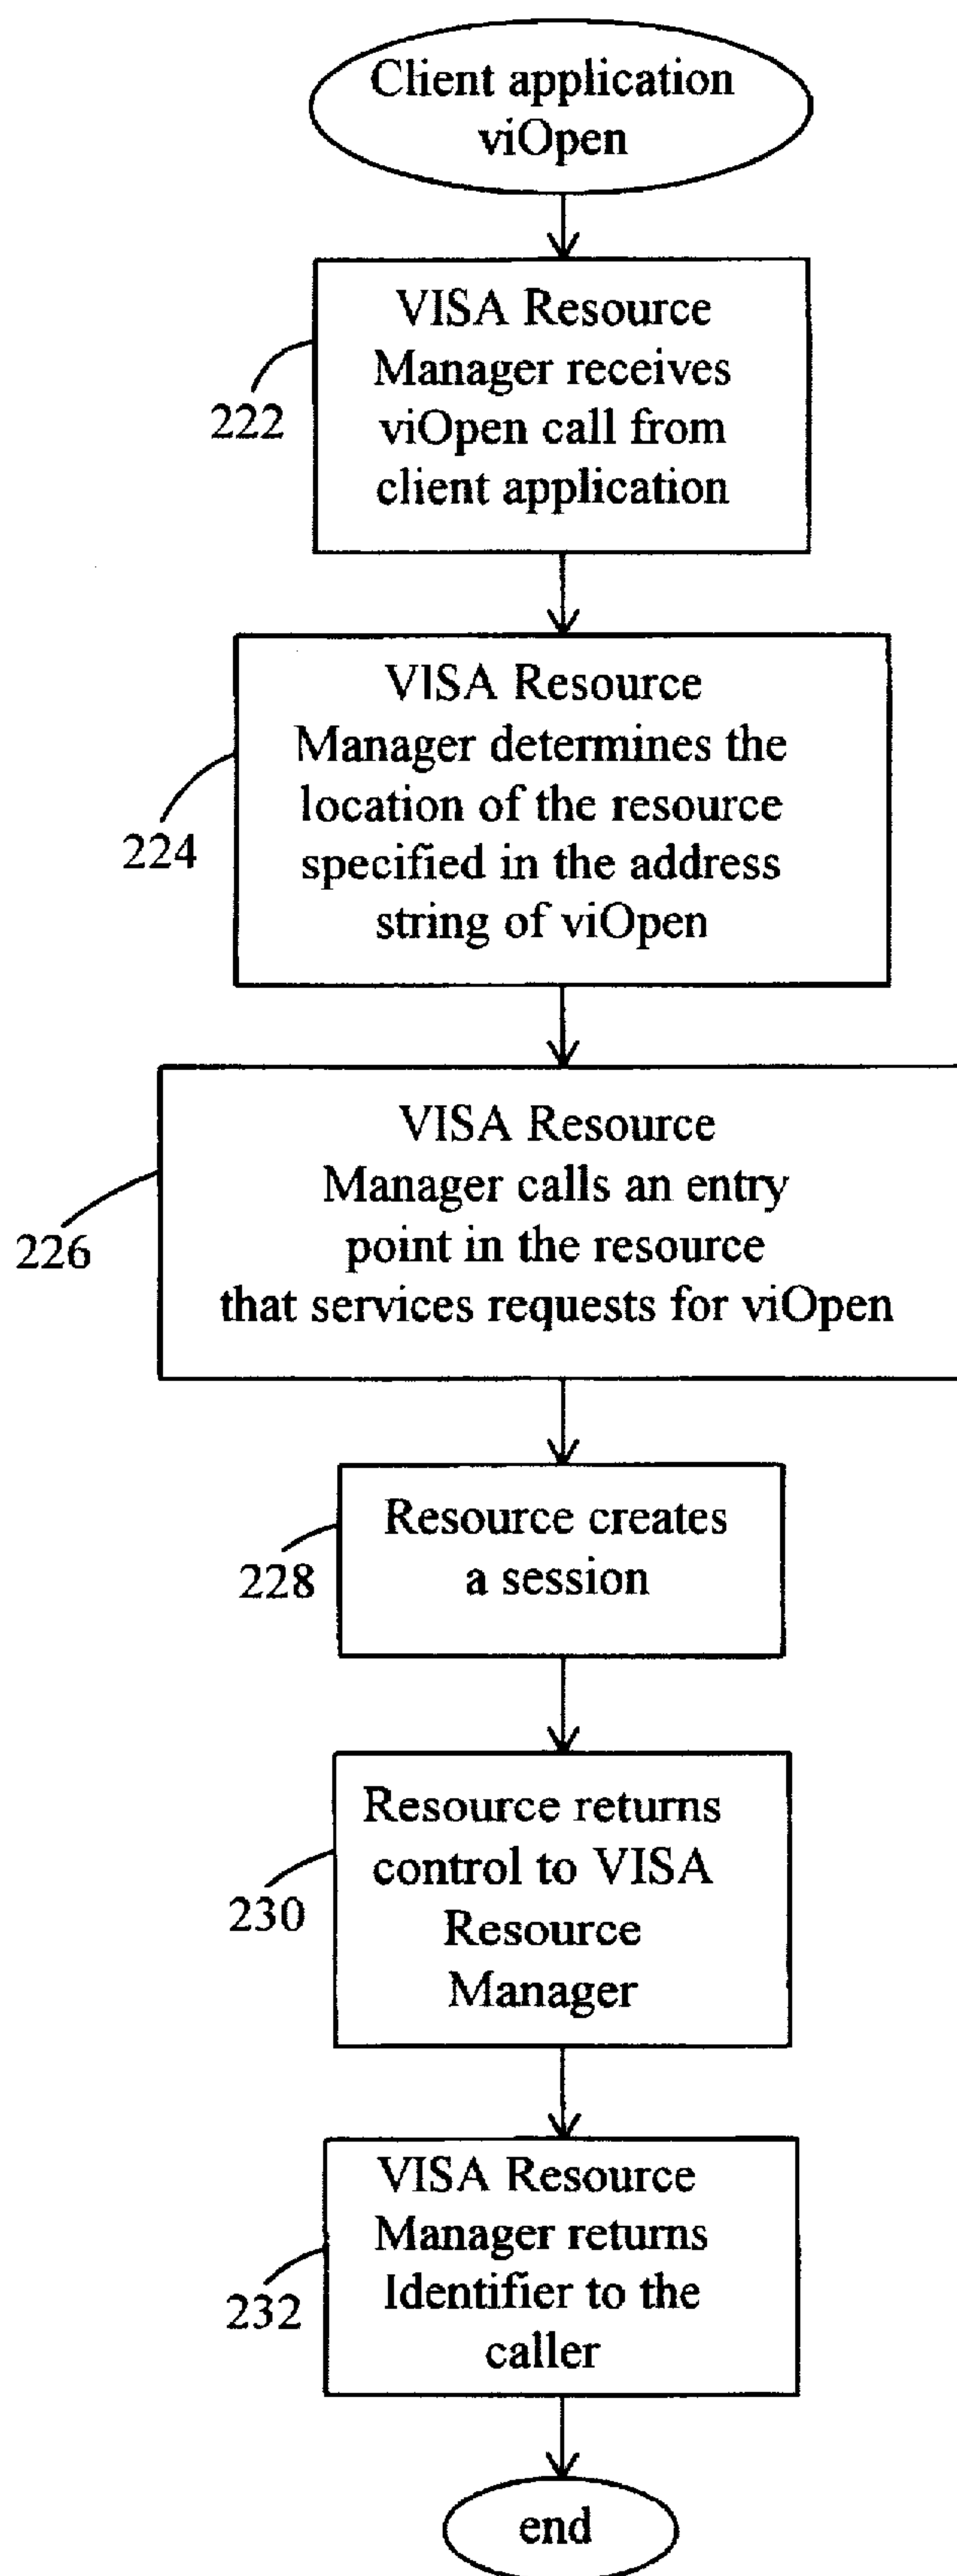 Client application
viOpen
VISA Resource
Manager receives
viOpen call from
client application
222
VISA Resource
Manager determines the
location of the resource
specified in the address
string of viOpen
224
VISA Resource
Manager calls an entry
point in the resource
that services requests for viOpen
226
Resource creates
a session
228
Resource returns
control to VISA
Resource
Manager
230
VISA Resource
Manager returns
Identifier to the
caller
232
end